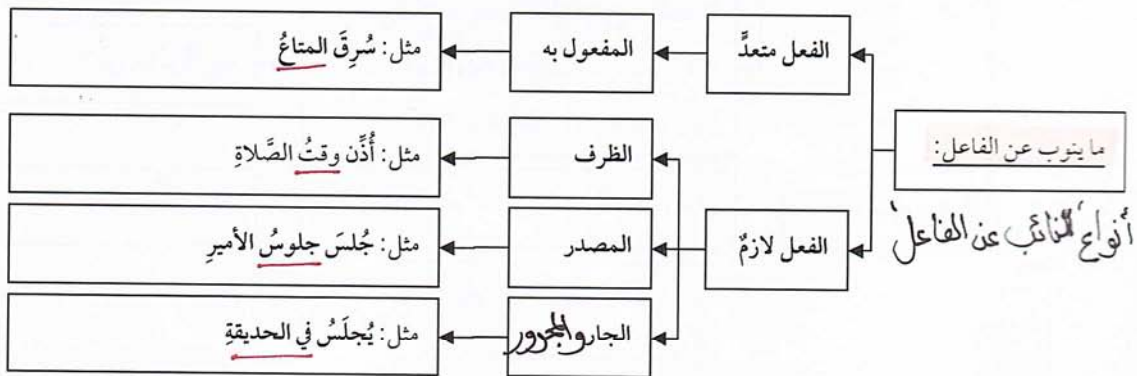 ما ينوب عن الفاعل:
أنواع النائب عن الفاعل
الفعل متعدٍّ
المفعول به
مثل: سُرِقَ المتاعُ
الفعل لازمٌ
الظرف
مثل: أُذِّن وقتُ الصَّلاةِ
المصدر
مثل: جُلسَ جلوسُ الأميرِ
الجار والمجرور
مثل: يُجلَسُ في الحديقةِ